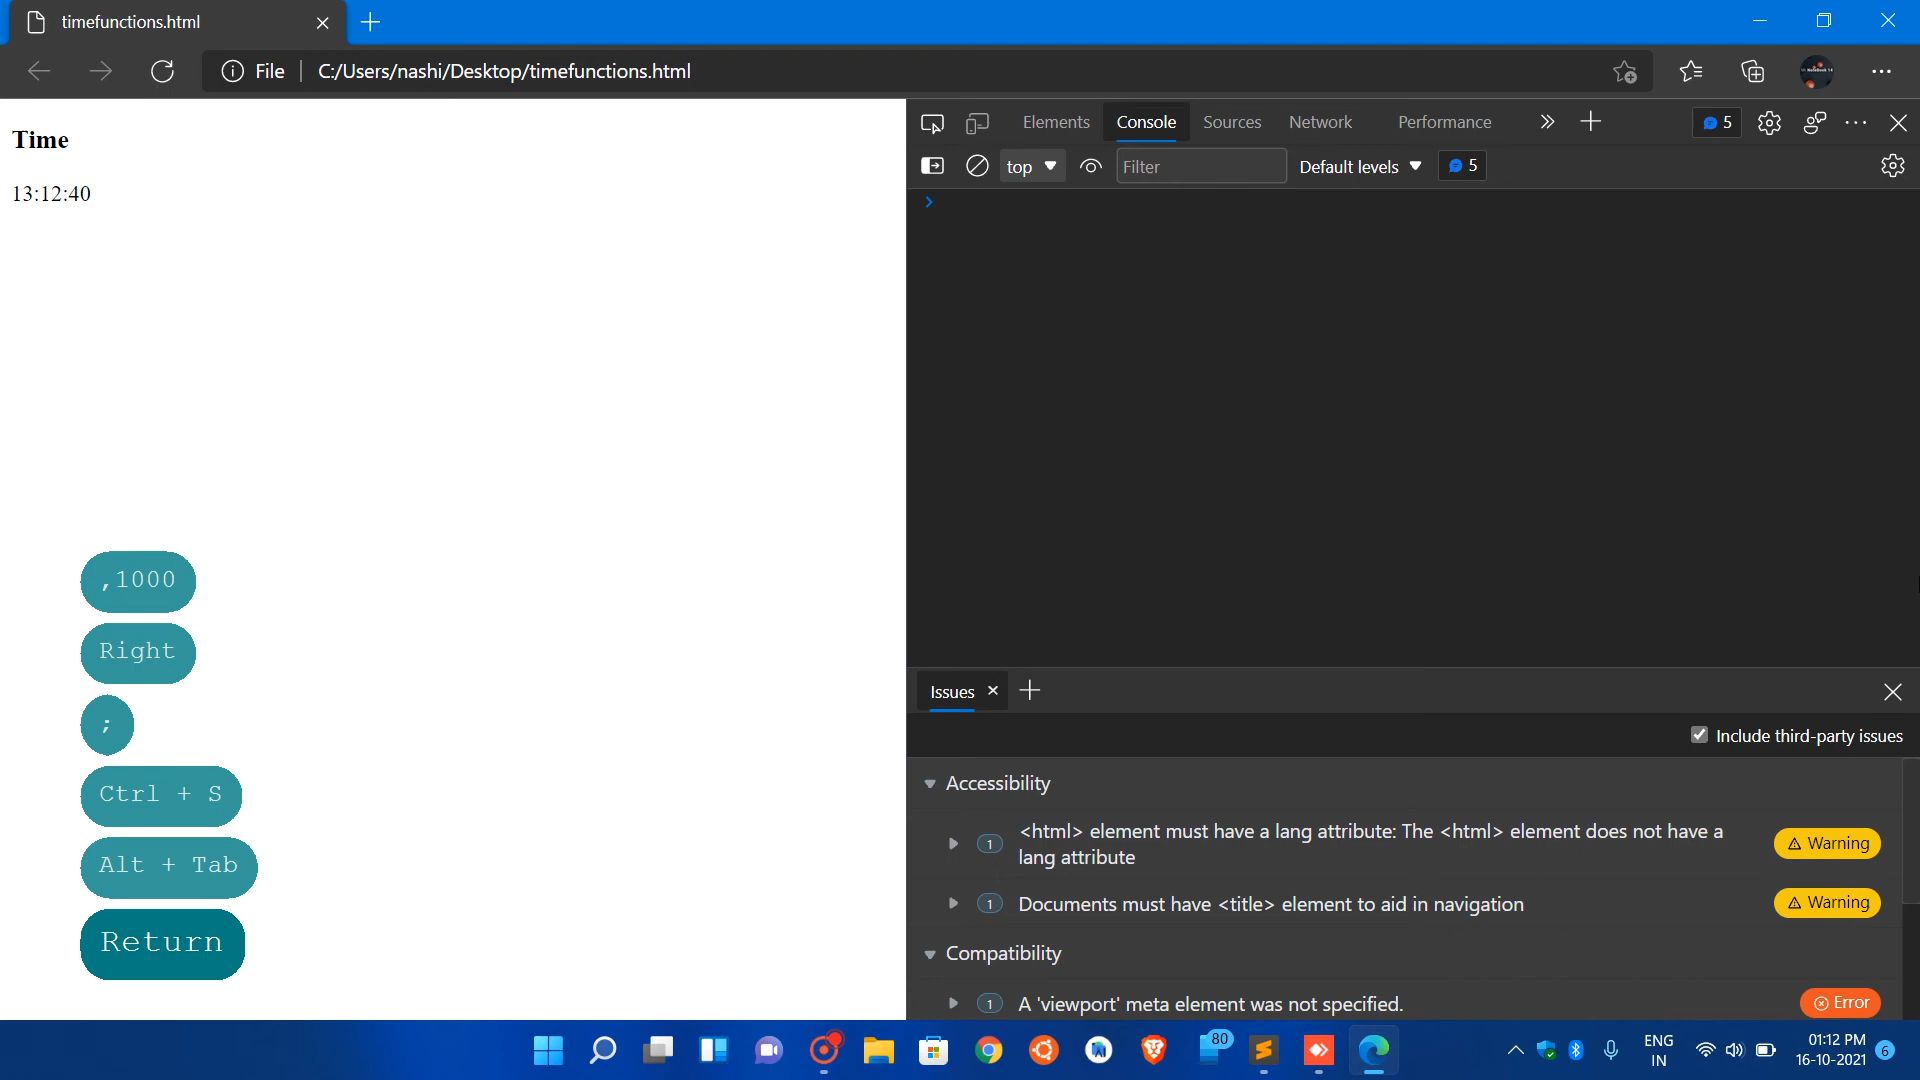 timefunctions.html
File
C:/Users/nashi/Desktop/timefunctions.html
Time
13:12:40
,1000
Right
;
Ctrl + S
Alt + Tab
Return
Elements
Console
Sources
Network
Performance
5
top
Filter
Default levels
5
Issues
Include third-party issues
Accessibility
1
<html> element must have a lang attribute: The <html> element does not have a
lang attribute
Warning
1
Documents must have <title> element to aid in navigation
Warning
Compatibility
1
A 'viewport' meta element was not specified.
Error
80
ENG
IN
01:12 PM
16-10-2021
6